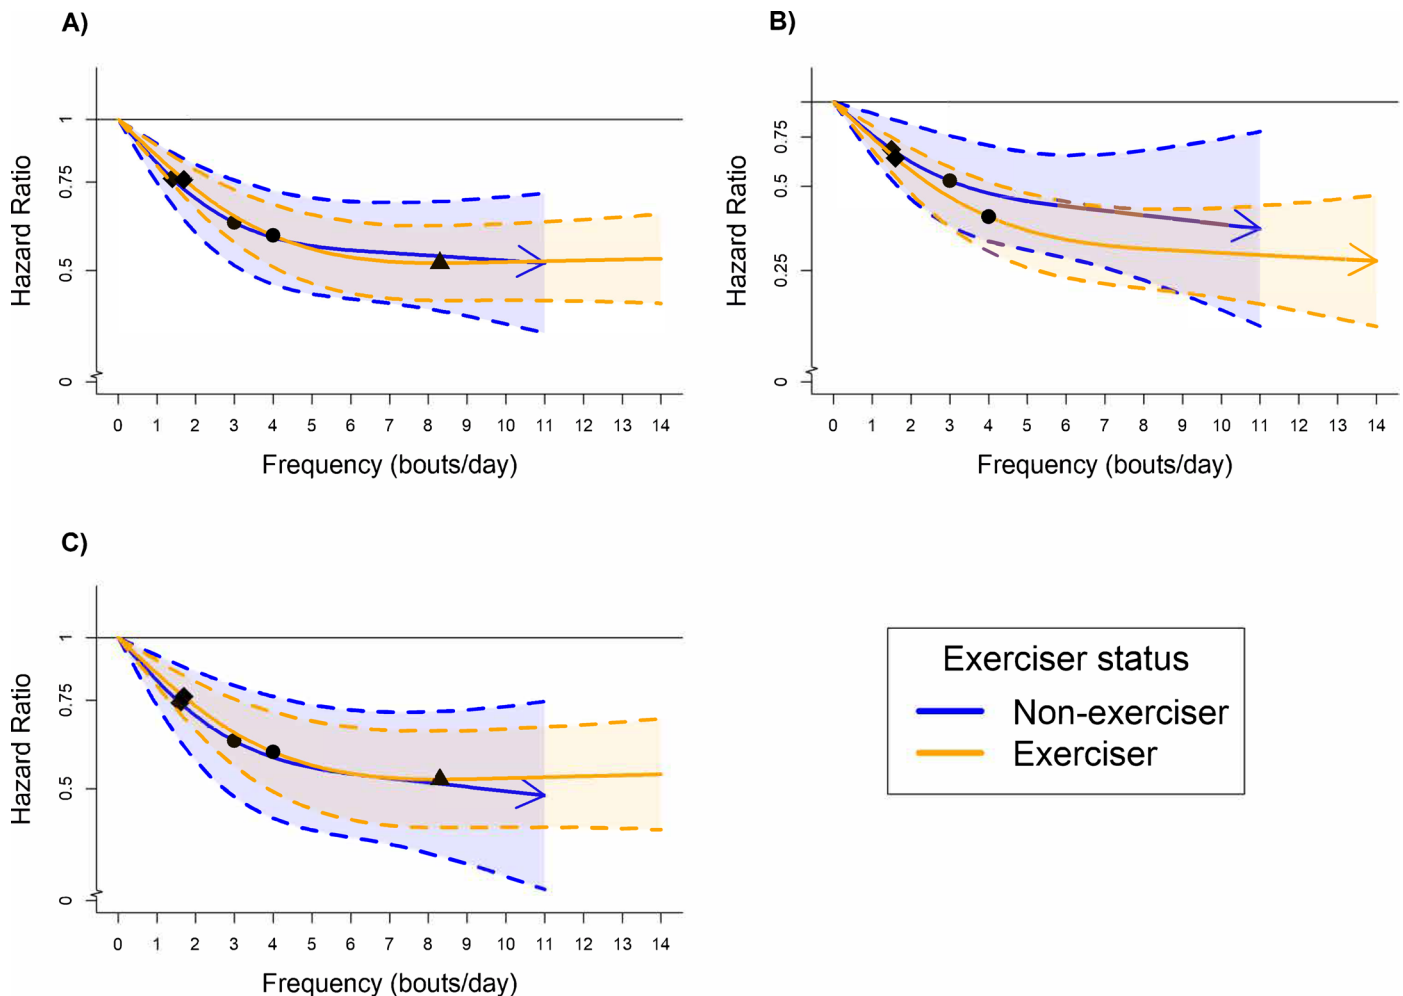 A)
Hazard Ratio
1
0.75
0.5
0
0 1 2 3 4 5 6 7 8 9 10 11 12 13 14
Frequency (bouts/day)
B)
Hazard Ratio
0.75
0.5
0.25
0
0 1 2 3 4 5 6 7 8 9 10 11 12 13 14
Frequency (bouts/day)
C)
Hazard Ratio
1
0.75
0.5
0
0 1 2 3 4 5 6 7 8 9 10 11 12 13 14
Frequency (bouts/day)
Exerciser status
Non-exerciser
Exerciser